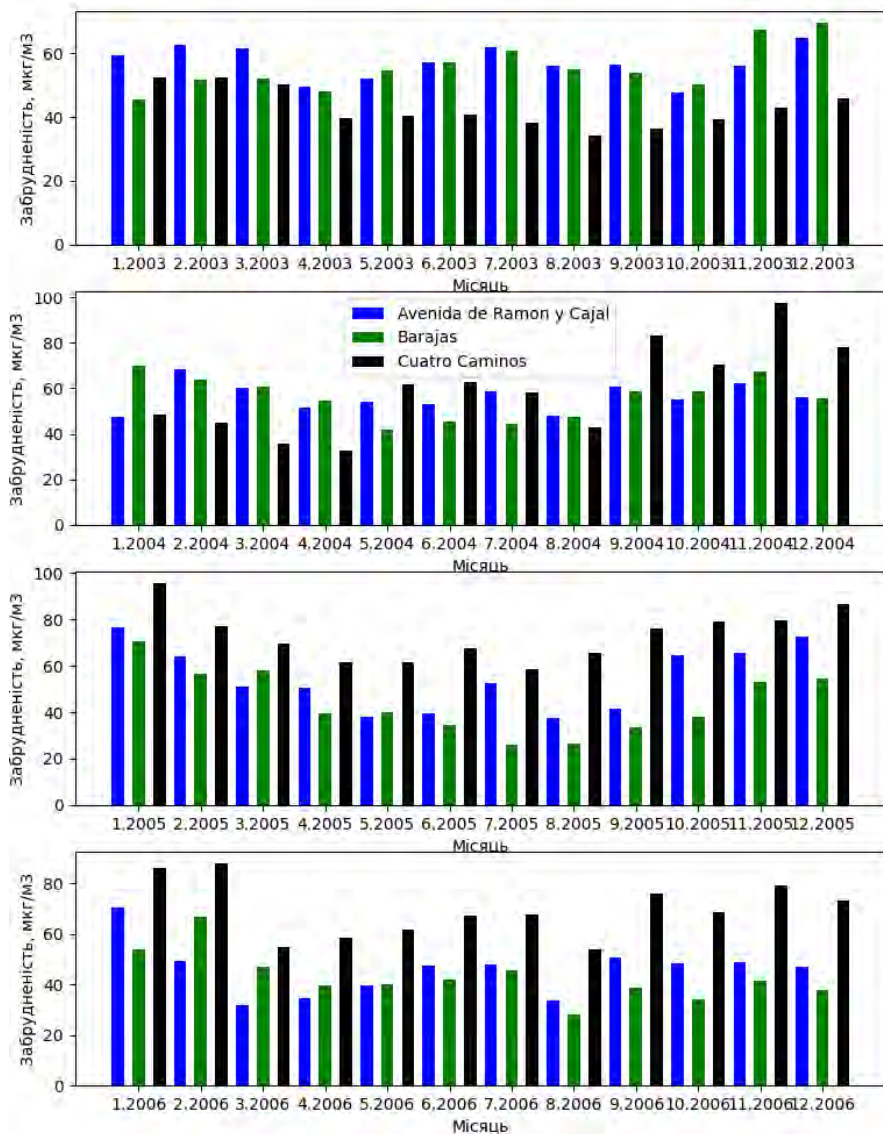 Забрудненість, мкг/м3
60
40
20
0
1.2003 2.2003 3.2003 4.2003 5.2003 6.2003 7.2003 8.2003 9.2003 10.2003 11.2003 12.2003
Місяць
Забрудненість, мкг/м3
100
80
60
40
20
0
Avenida de Ramon y Cajal
Barajas
Cuatro Caminos
1.2004 2.2004 3.2004 4.2004 5.2004 6.2004 7.2004 8.2004 9.2004 10.2004 11.2004 12.2004
Місяць
Забрудненість, мкг/м3
100
80
60
40
20
0
1.2005 2.2005 3.2005 4.2005 5.2005 6.2005 7.2005 8.2005 9.2005 10.2005 11.2005 12.2005
Місяць
Забрудненість, мкг/м3
80
60
40
20
0
1.2006 2.2006 3.2006 4.2006 5.2006 6.2006 7.2006 8.2006 9.2006 10.2006 11.2006 12.2006
Місяць